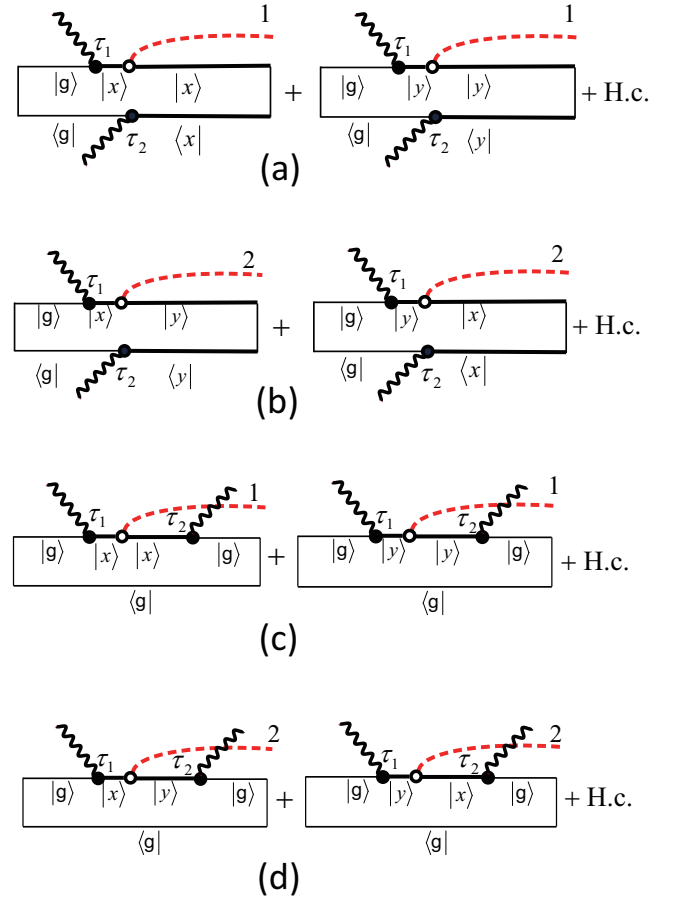 1 1
τ1 τ1
|g⟩ |x⟩ |x⟩ + |g⟩ |y⟩ |y⟩ + H.c.
⟨g| τ2 ⟨x| ⟨g| τ2 ⟨y|
(a)
2 2
τ1 τ1
|g⟩ |x⟩ |y⟩ + |g⟩ |y⟩ |x⟩ + H.c.
⟨g| τ2 ⟨y| ⟨g| τ2 ⟨x|
(b)
1 1
τ1 τ2 τ1 τ2
|g⟩ |x⟩ |x⟩ |g⟩ + |g⟩ |y⟩ |y⟩ |g⟩ + H.c.
⟨g| ⟨g|
(c)
2 2
τ1 τ2 τ1 τ2
|g⟩ |x⟩ |y⟩ |g⟩ + |g⟩ |y⟩ |x⟩ |g⟩ + H.c.
⟨g| ⟨g|
(d)